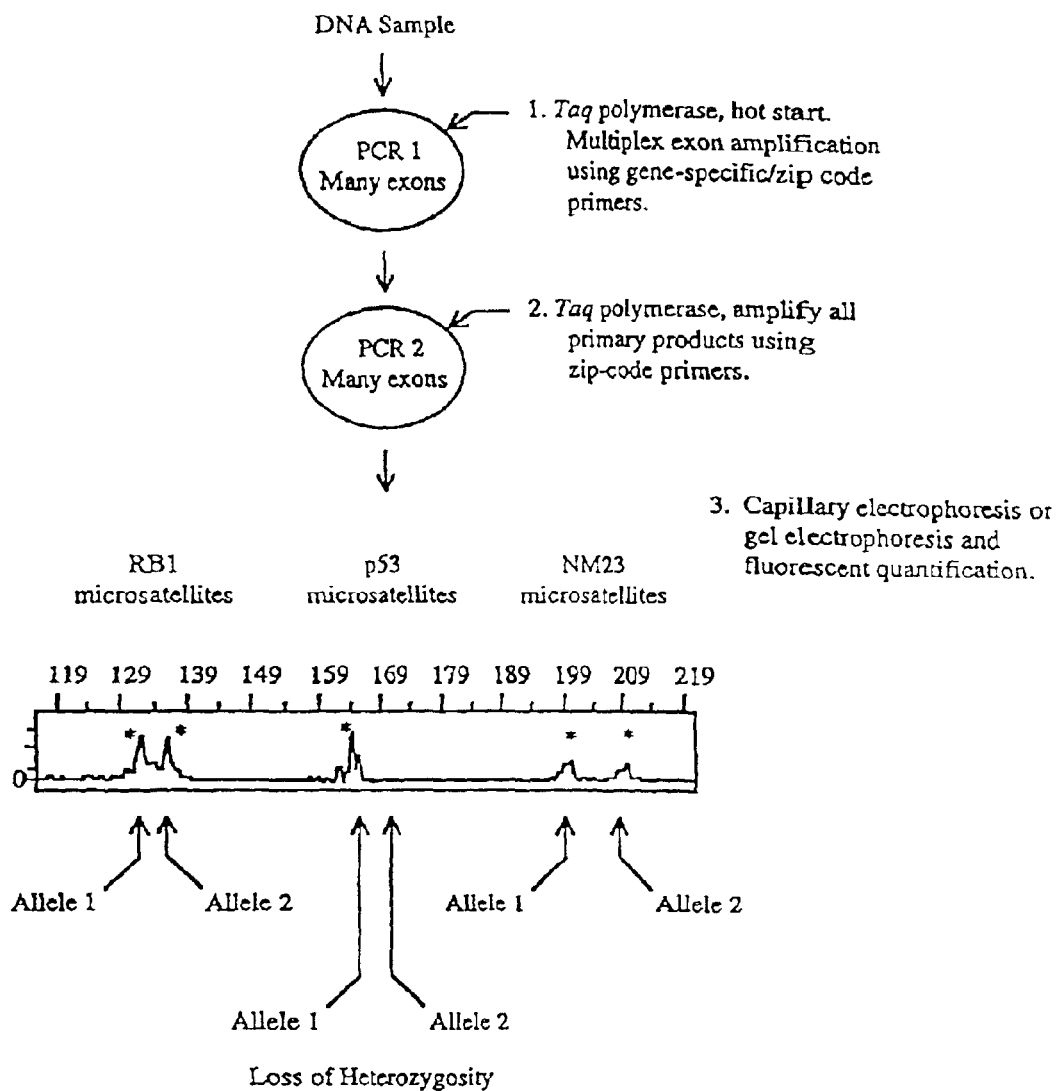 DNA Sample
PCR 1
Many exons
1. Taq polymerase, hot start.
Multiplex exon amplification
using gene-specific/zip code
primers.
PCR 2
Many exons
2. Taq polymerase, amplify all
primary products using
zip-code primers.
3. Capillary electrophoresis or
gel electrophoresis and
fluorescent quantification.
RB1
microsatellites
p53
microsatellites
NM23
microsatellites
119 129 139 149 159 169 179 189 199 209 219
* * * * *
0
Allele 1 Allele 2 Allele 1 Allele 2
Allele 1 Allele 2
Loss of Heterozygosity